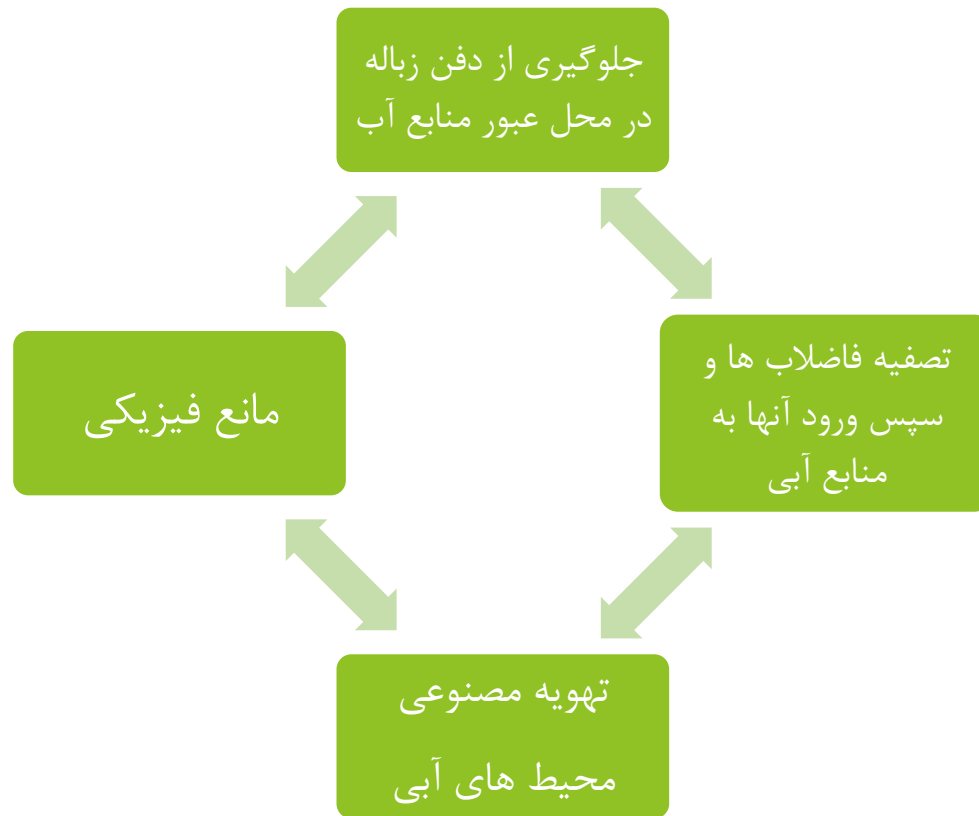 جلوگیری از دفن زباله
در محل عبور منابع آب
تصفیه فاضلاب ها و
سپس ورود آنها به
منابع آبی
مانع فیزیکی
تهویه مصنوعی
محیط های آبی